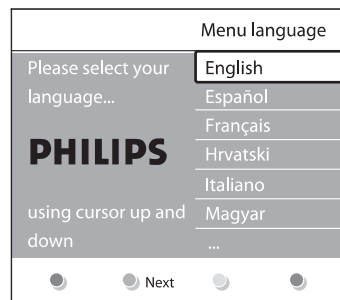 Menu language
Please select your
language...
PHILIPS
using cursor up and
down
English
Español
Français
Hrvatski
Italiano
Magyar
...
Next